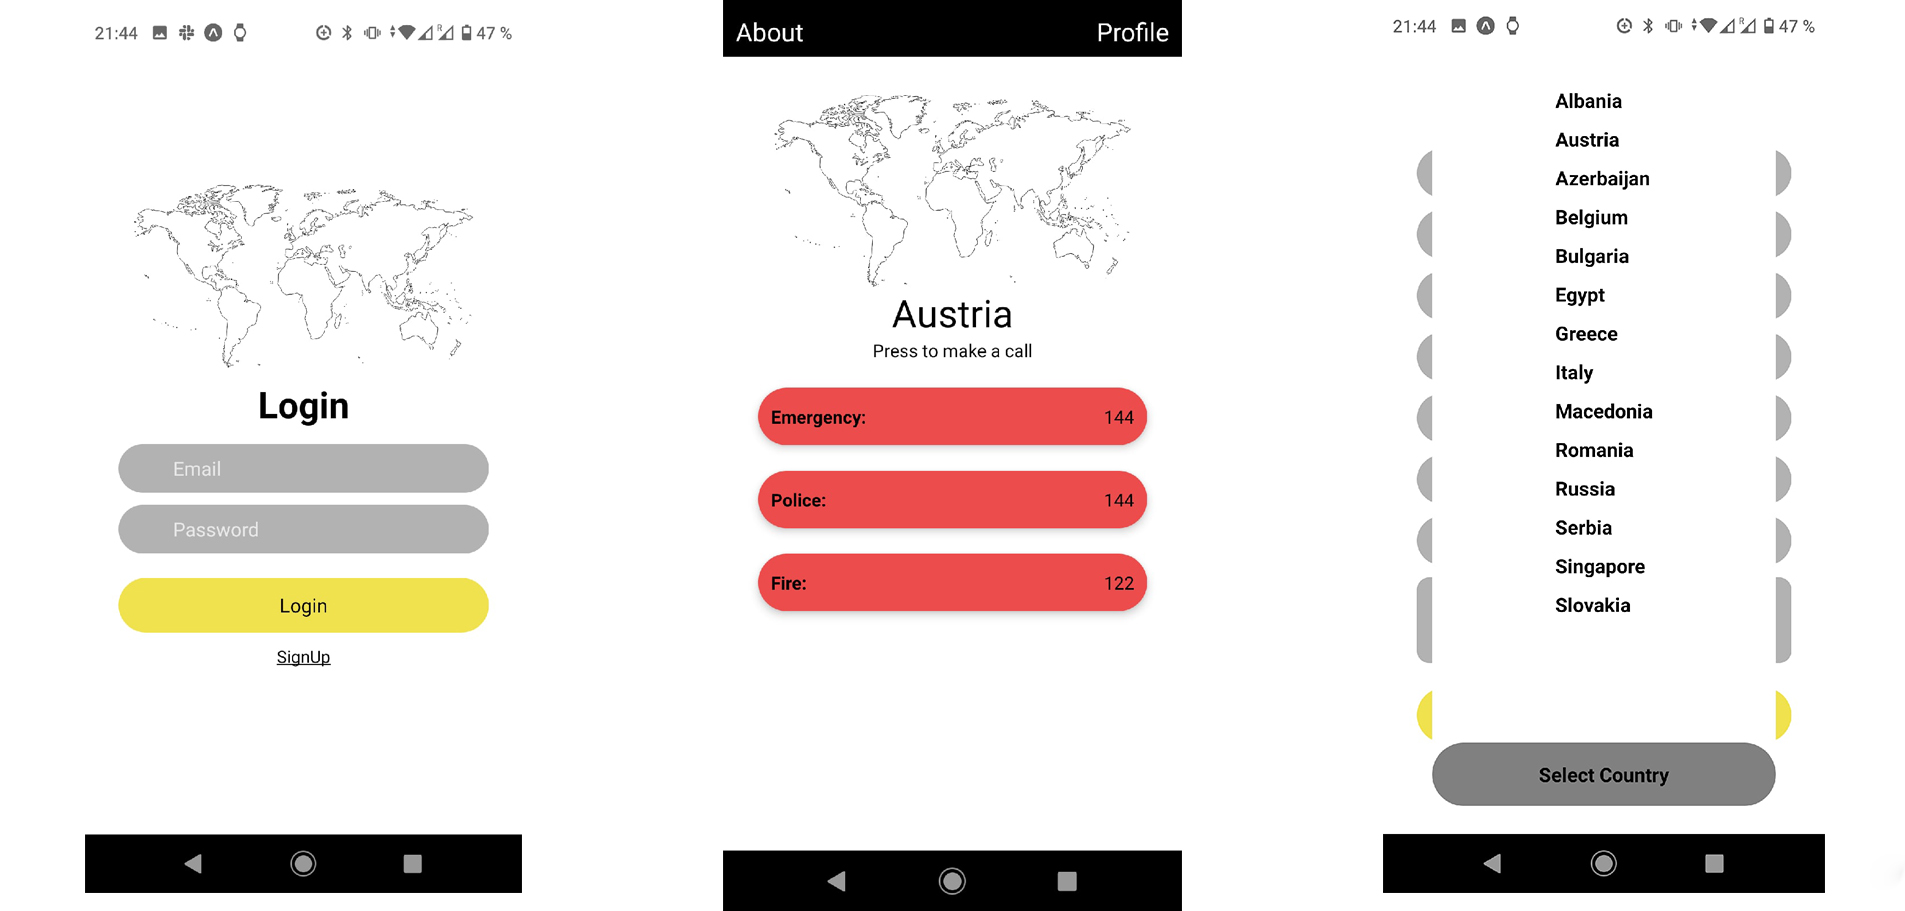 21:44
47 %
Login
Email
Password
Login
SignUp
About
Profile
Austria
Press to make a call
Emergency: 144
Police: 144
Fire: 122
21:44
47 %
Albania
Austria
Azerbaijan
Belgium
Bulgaria
Egypt
Greece
Italy
Macedonia
Romania
Russia
Serbia
Singapore
Slovakia
Select Country